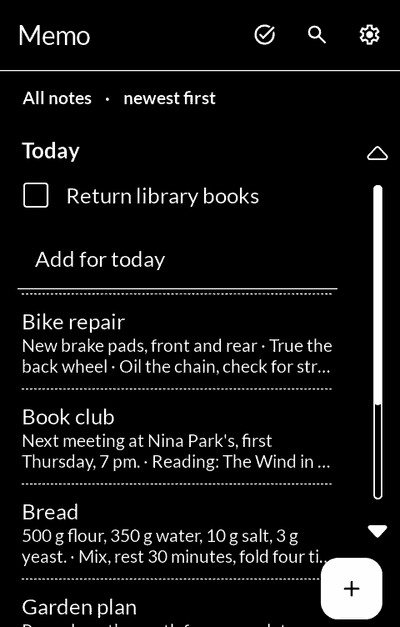 Memo
All notes · newest first
Today
Return library books
Add for today
Bike repair
New brake pads, front and rear · True the
back wheel · Oil the chain, check for str...
Book club
Next meeting at Nina Park's, first
Thursday, 7 pm. · Reading: The Wind in ...
Bread
500 g flour, 350 g water, 10 g salt, 3 g
yeast. · Mix, rest 30 minutes, fold four ti...
Garden plan